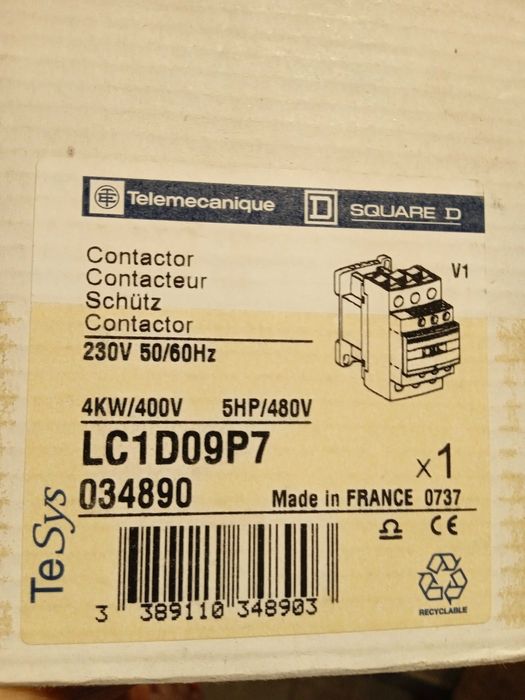 Telemecanique SQUARE D
Contactor
Contacteur
Schütz
Contactor
V1
230V 50/60Hz
4KW/400V 5HP/480V
LC1D09P7
x1
034890
Made in FRANCE 0737
TeSys
CE
3 389110 348903
RECYCLABLE